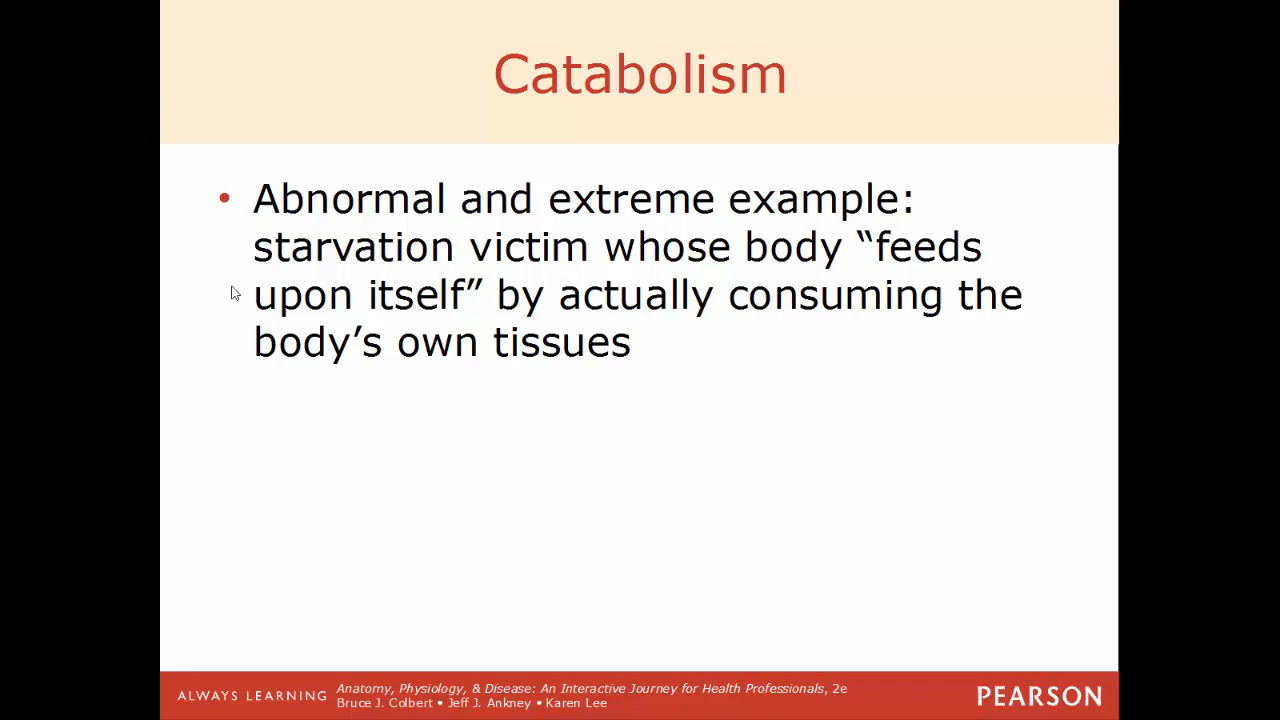 Catabolism
• Abnormal and extreme example:
starvation victim whose body “feeds
upon itself” by actually consuming the
body’s own tissues
ALWAYS LEARNING
Anatomy, Physiology, & Disease: An Interactive Journey for Health Professionals, 2e
Bruce J. Colbert • Jeff J. Ankney • Karen Lee
PEARSON